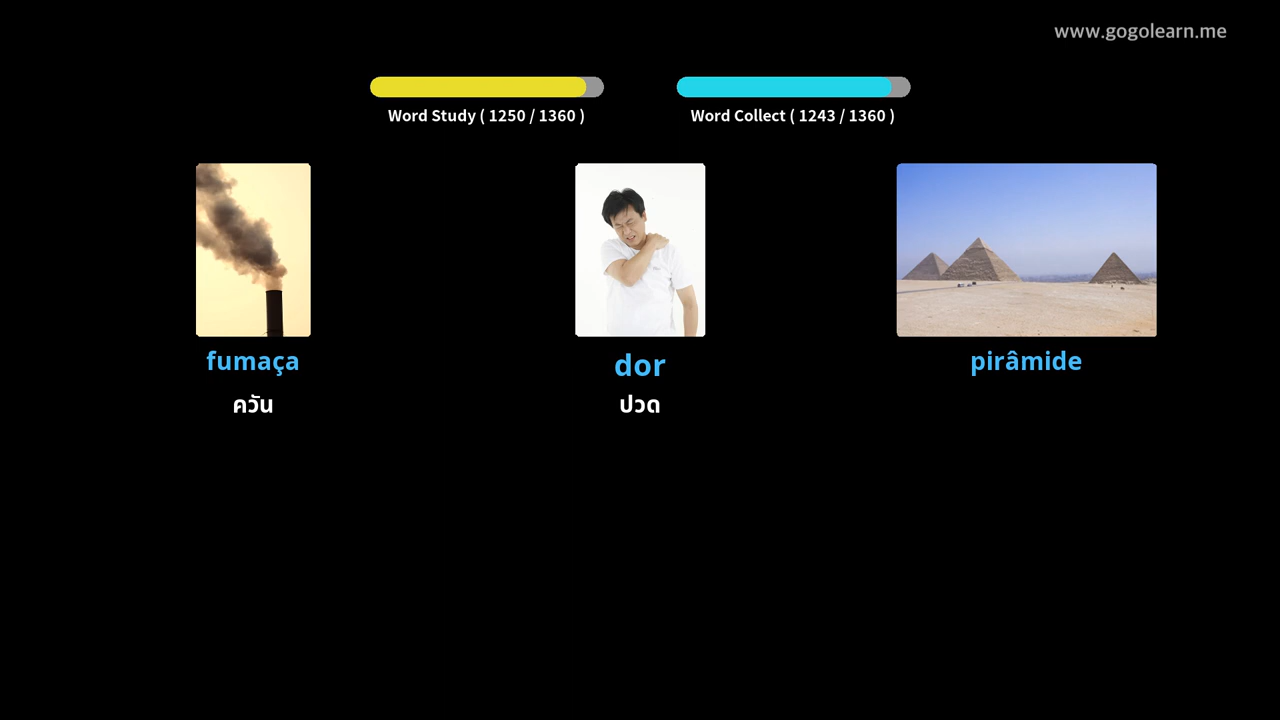 www.gogolearn.me
Word Study ( 1250 / 1360 )
Word Collect ( 1243 / 1360 )
fumaça
dor
pirâmide
ควัน
ปวด